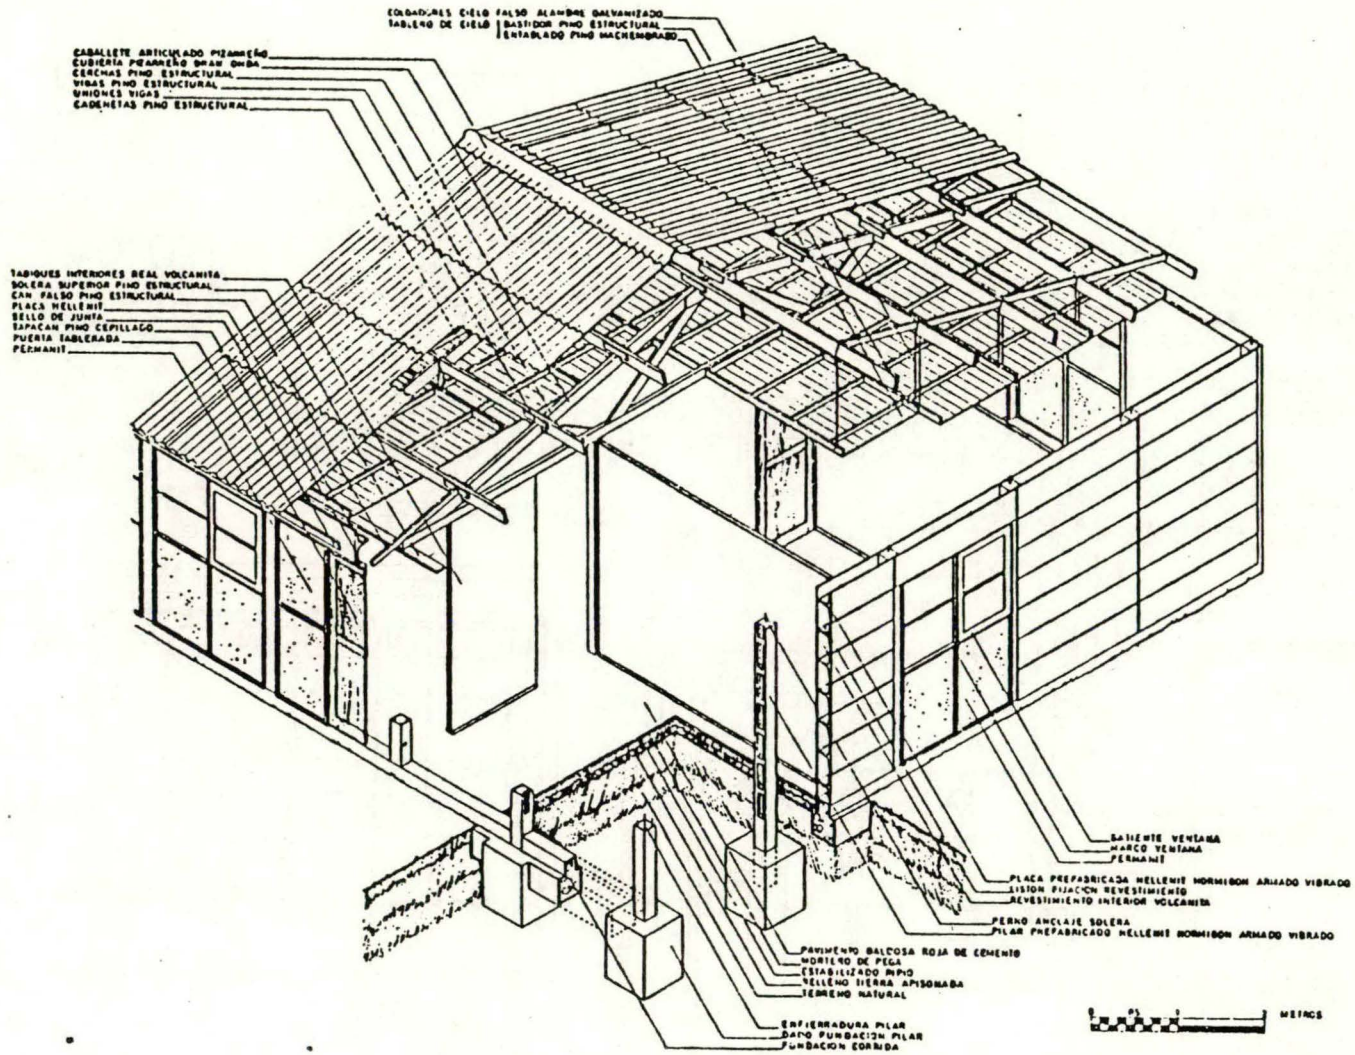 COLGADORES CIELO FALSO ALAMBRE GALVANIZADO
TABLERO DE CIELO BASTIDOR PINO ESTRUCTURAL
ENTABLADO PINO MACHEMBRADO
CABALLETE ARTICULADO PIZARREÑO
CUBIERTA PIZARREÑO GRAN ONDA
CERCHAS PINO ESTRUCTURAL
VIGAS PINO ESTRUCTURAL
UNIONES VIGAS
CADENETAS PINO ESTRUCTURAL
TABIQUES INTERIORES REAL VOLCANITA
SOLERA SUPERIOR PINO ESTRUCTURAL
CAN FALSO PINO ESTRUCTURAL
PLACA HELLENIT
SELLO DE JUNTA
TAPACAN PINO CEPILLADO
PUERTA TABLERADA
PERMANIT
BATIENTE VENTANA
MARCO VENTANA
PERMANIT
PLACA PREFABRICADA HELLENIT HORMIGON ARMADO VIBRADO
LISTON FIJACION REVESTIMIENTO
REVESTIMIENTO INTERIOR VOLCANITA
PERNO ANCLAJE SOLERA
PILAR PREFABRICADO HELLENIT HORMIGON ARMADO VIBRADO
PAVIMENTO BALDOSA ROJA DE CEMENTO
MORTERO DE PEGA
ESTABILIZADO RIPIO
RELLENO TIERRA APISONADA
TERRENO NATURAL
ENFIERRADURA PILAR
DADO FUNDACION PILAR
FUNDACION CORRIDA
METROS